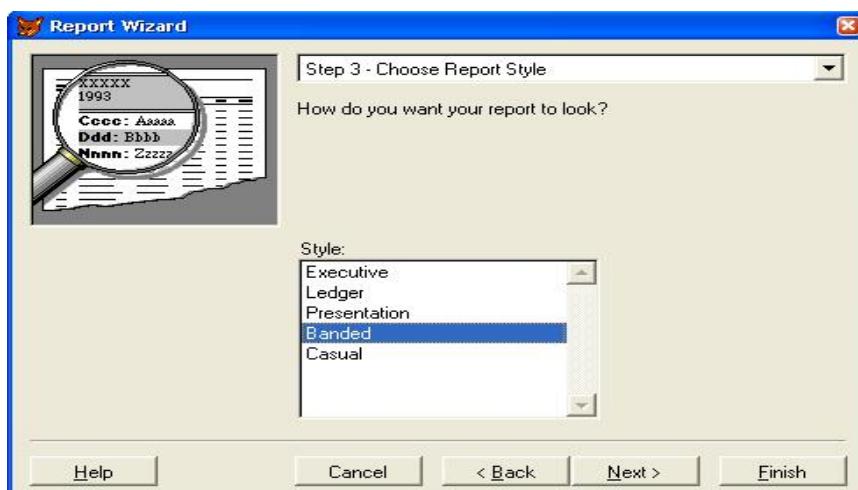 Report Wizard
XXXXX
1993
Cccc: Aaaaa
Ddd: Bbbb
Nnnn: Zzzzz
Step 3 - Choose Report Style
How do you want your report to look?
Style:
Executive
Ledger
Presentation
Banded
Casual
Help Cancel < Back Next > Finish